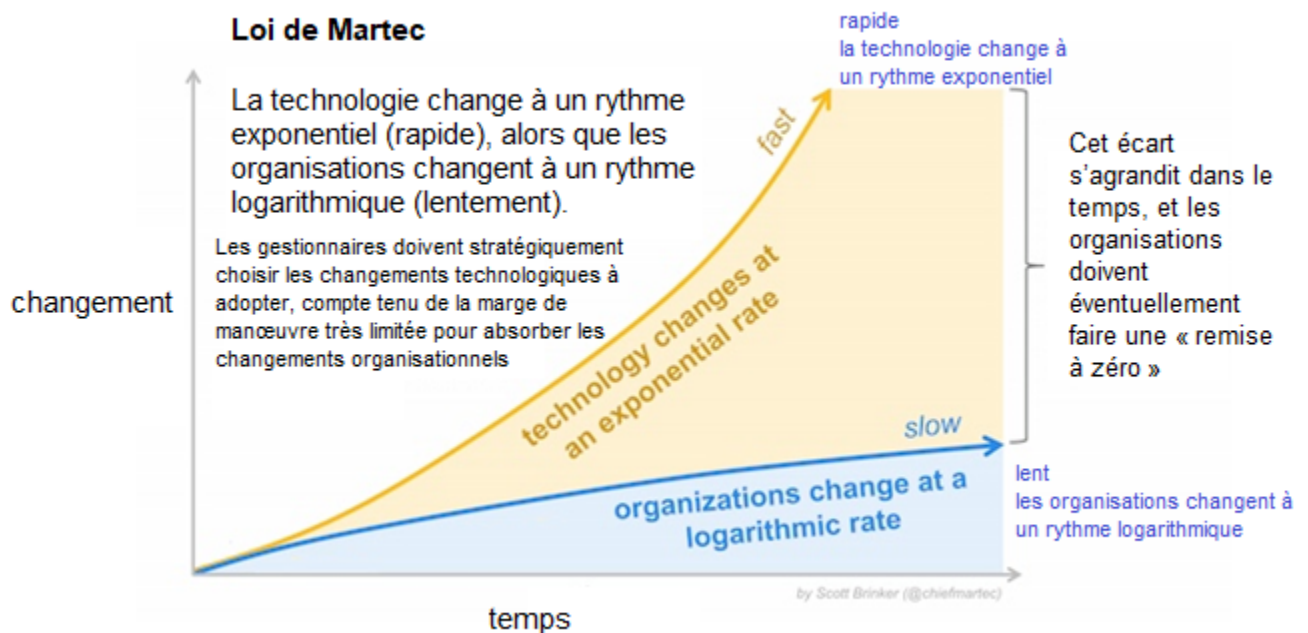 Loi de Martec
rapide
la technologie change à
un rythme exponentiel
La technologie change à un rythme
exponentiel (rapide), alors que les
organisations changent à un rythme
logarithmique (lentement).
Les gestionnaires doivent stratégiquement
choisir les changements technologiques à
adopter, compte tenu de la marge de
manœuvre très limitée pour absorber les
changements organisationnels
changement
fast
technology changes at
an exponential rate
Cet écart
s’agrandit dans le
temps, et les
organisations
doivent
éventuellement
faire une « remise
à zéro »
slow
organizations change at a
logarithmic rate
lent
les organisations changent à
un rythme logarithmique
by Scott Brinker (@chiefmartec)
temps